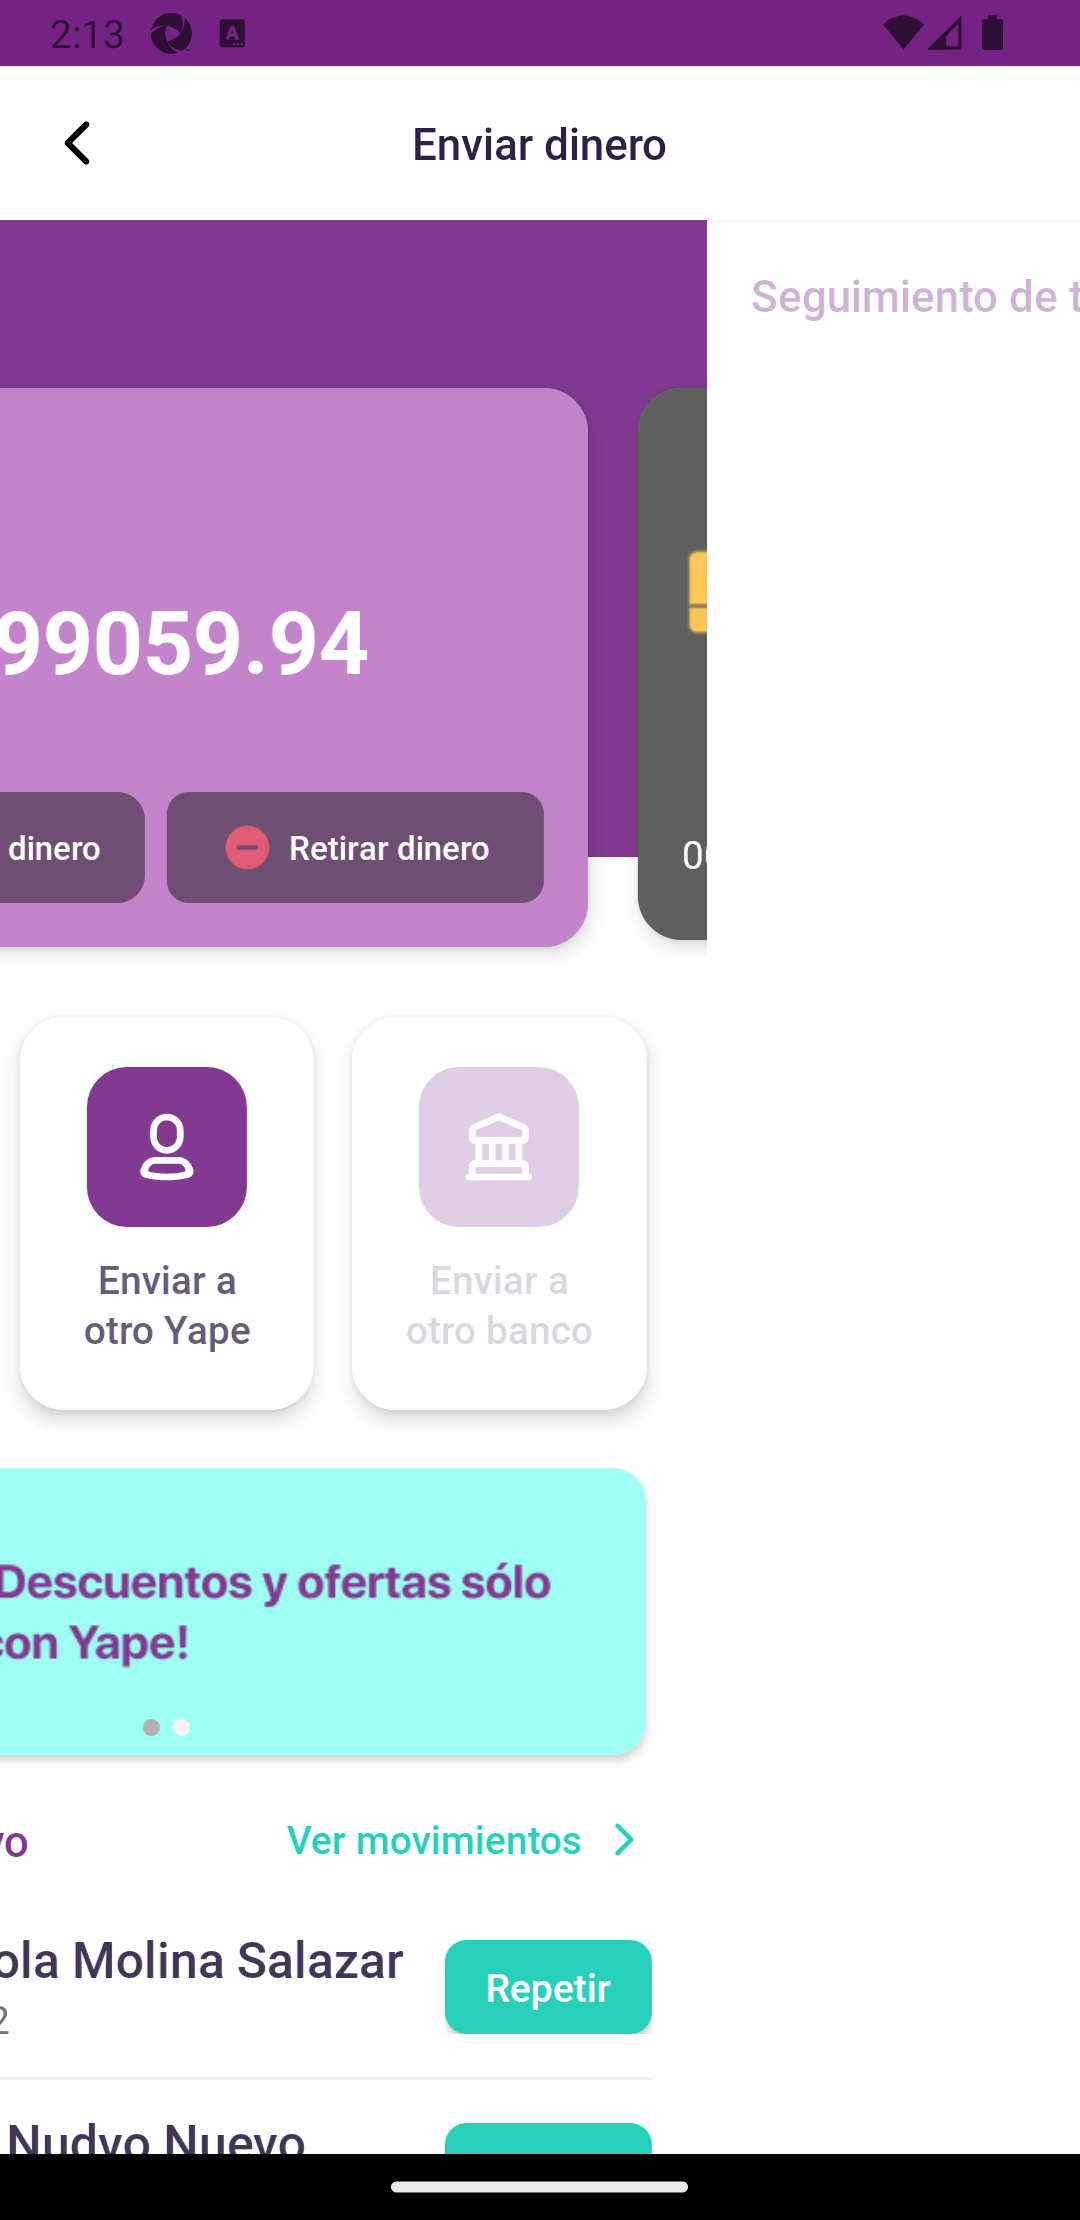 2:13
Enviar dinero
Seguimiento de t
99059.94
dinero
Retirar dinero
00
Enviar a
otro Yape
Enviar a
otro banco
Descuentos y ofertas sólo
con Yape!
vo
Ver movimientos
ola Molina Salazar
Repetir
2
Nudvo Nuevo